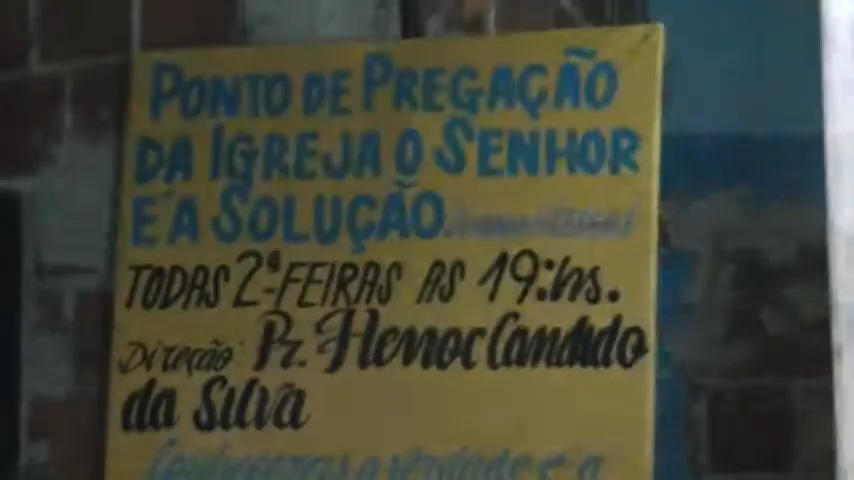 PONTO DE PREGAÇÃO
DA IGREJA O SENHOR
É A SOLUÇÃO.
TODAS 2ª-FEIRAS AS 19:hs.
Direção: Pr. Henoc Candido
da Silva
a verdade e a